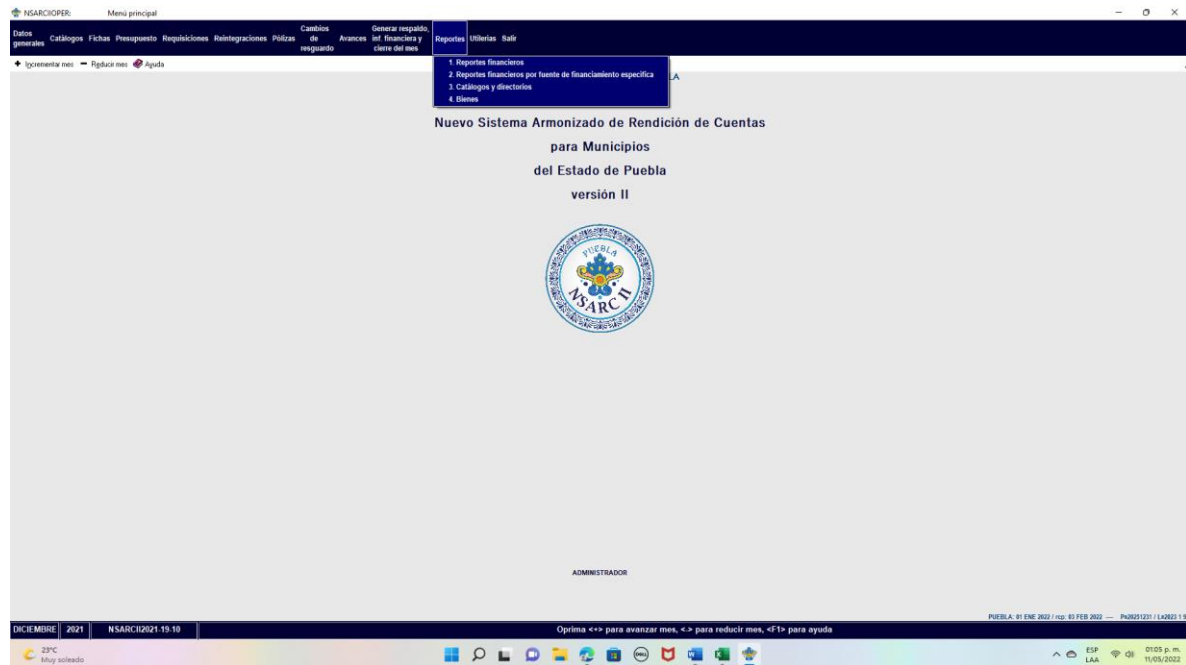 NSARCIIOPER: Menú principal
Datos generales Catálogos Fichas Presupuesto Requisiciones Reintegraciones Pólizas Cambios de resguardo Avances Generar respaldo, inf. financiera y cierre del mes Reportes Utilerias Salir
+ Incrementar mes - Reducir mes Ayuda
1. Reportes financieros
2. Reportes financieros por fuente de financiamiento especifica
3. Catálogos y directorios
4. Bienes
LA
Nuevo Sistema Armonizado de Rendición de Cuentas
para Municipios
del Estado de Puebla
versión II
PUEBLA
NSARC II
ADMINISTRADOR
PUEBLA: 01 ENE 2022 / rcp: 03 FEB 2022
DICIEMBRE 2021 NSARCII2021-19-10 Oprima <+> para avanzar mes, <-> para reducir mes, <F1> para ayuda
23°C
Muy soleado
DELL
ESP
LAA
01:05 p. m.
11/05/2022